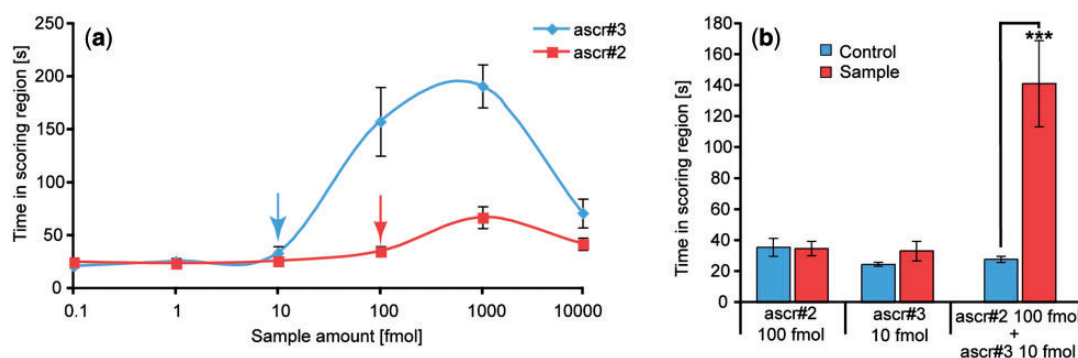 (a)
250
200
150
100
50
0
Time in scoring region [s]
0.1 1 10 100 1000 10000
Sample amount [fmol]
ascr#3
ascr#2
(b)
180
160
140
120
100
80
60
40
20
0
Time in scoring region [s]
Control
Sample
***
ascr#2
100 fmol
ascr#3
10 fmol
ascr#2 100 fmol
+
ascr#3 10 fmol